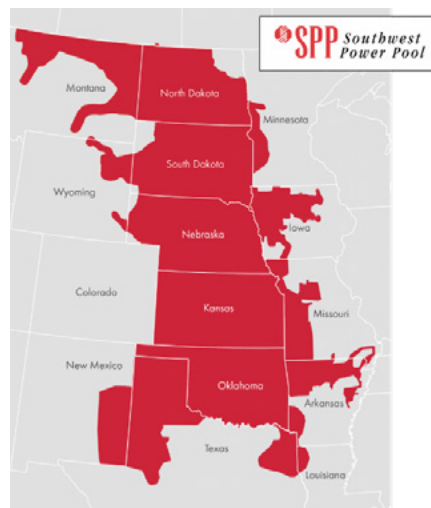 SPP Southwest
Power Pool
Montana
North Dakota
Minnesota
South Dakota
Wyoming
Iowa
Nebraska
Colorado
Kansas
Missouri
New Mexico
Oklahoma
Arkansas
Texas
Louisiana